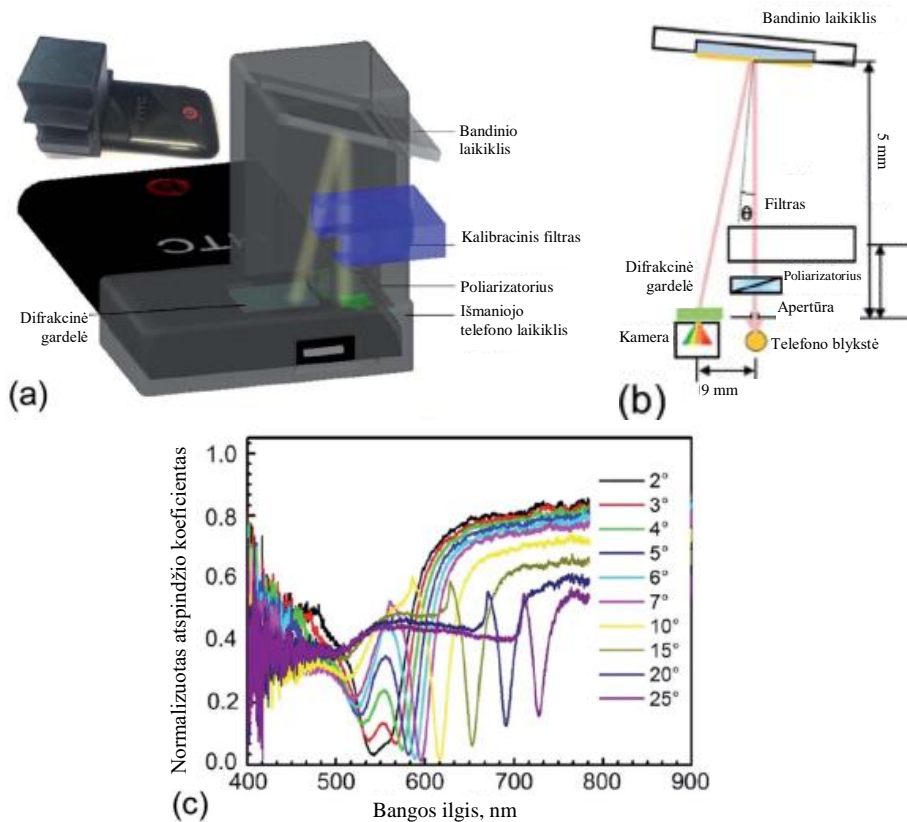 Bandinio
laikiklis
Kalibracinis filtras
Poliarizatorius
Išmaniojo
telefono laikiklis
Difrakcinė
gardelė
HTC
(a)
Bandinio laikiklis
5 mm
Filtras
θ
Difrakcinė
gardelė
Poliarizatorius
Apertūra
Kamera
Telefono blykstė
9 mm
(b)
Normalizuotas atspindžio koeficientas
1.0
0.8
0.6
0.4
0.2
0.0
400 500 600 700 800 900
Bangos ilgis, nm
2°
3°
4°
5°
6°
7°
10°
15°
20°
25°
(c)